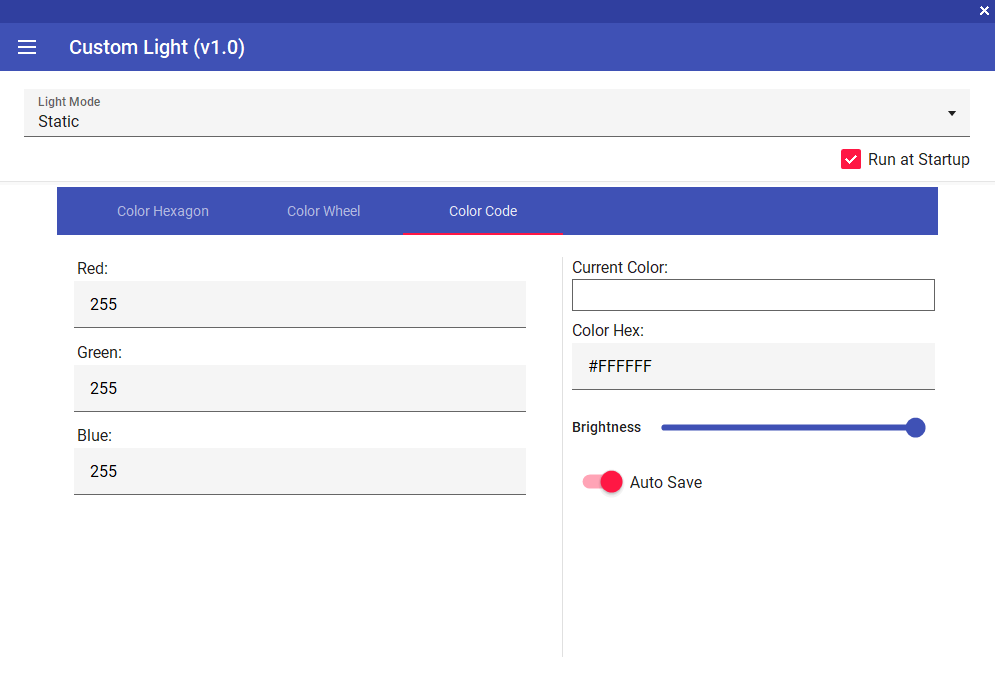 Custom Light (v1.0)
Light Mode
Static
Run at Startup
Color Hexagon
Color Wheel
Color Code
Red:
255
Green:
255
Blue:
255
Current Color:
Color Hex:
#FFFFFF
Brightness
Auto Save